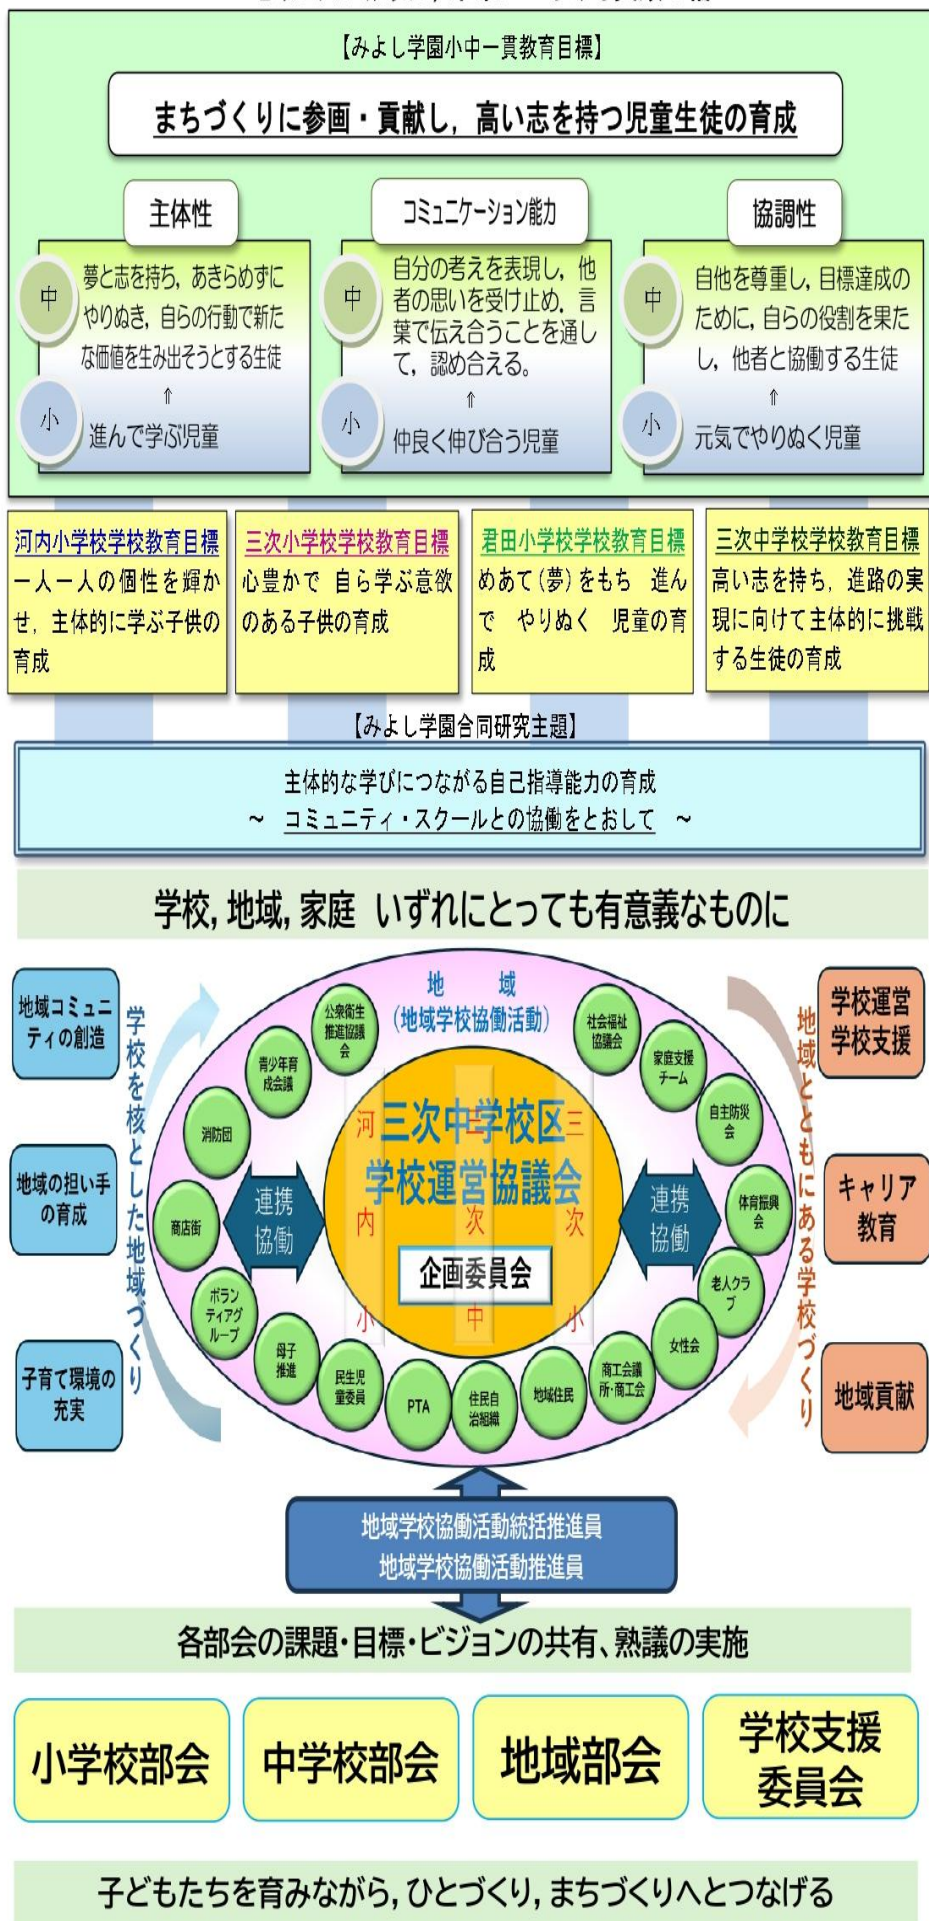 【みよし学園小中一貫教育目標】
まちづくりに参画・貢献し，高い志を持つ児童生徒の育成
主体性
中
夢と志を持ち，あきらめずに
やりぬき，自らの行動で新た
な価値を生み出そうとする生徒
⇑
小
進んで学ぶ児童
コミュニケーション能力
中
自分の考えを表現し，他
者の思いを受け止め，言
葉で伝え合うことを通し
て，認め合える。
⇑
小
仲良く伸び合う児童
協調性
中
自他を尊重し，目標達成の
ために，自らの役割を果た
し，他者と協働する生徒
⇑
小
元気でやりぬく児童
河内小学校学校教育目標
一人一人の個性を輝か
せ，主体的に学ぶ子供の
育成
三次小学校学校教育目標
心豊かで 自ら学ぶ意欲
のある子供の育成
君田小学校学校教育目標
めあて(夢)をもち 進ん
で やりぬく 児童の育
成
三次中学校学校教育目標
高い志を持ち，進路の実
現に向けて主体的に挑戦
する生徒の育成
【みよし学園合同研究主題】
主体的な学びにつながる自己指導能力の育成
～ コミュニティ・スクールとの協働をとおして ～
学校，地域，家庭 いずれにとっても有意義なものに
地域コミュニ
ティの創造
地域の担い手
の育成
子育て環境の
充実
学校を核とした地域づくり
地 域
(地域学校協働活動)
公衆衛生
推進協議
会
青少年育
成会議
消防団
商店街
ボラン
ティアグ
ループ
母子
推進
民生児
童委員
PTA
住民自
治組織
地域住民
商工会議
所・商工会
女性会
老人クラ
ブ
体育振興
会
自主防災
会
家庭支援
チーム
社会福祉
協議会
連携
協働
三次中学校区
学校運営協議会
企画委員会
河内小
三次中
三次小
連携
協働
地域とともにある学校づくり
学校運営
学校支援
キャリア
教育
地域貢献
地域学校協働活動統括推進員
地域学校協働活動推進員
各部会の課題・目標・ビジョンの共有、熟議の実施
小学校部会
中学校部会
地域部会
学校支援
委員会
子どもたちを育みながら，ひとづくり，まちづくりへとつなげる